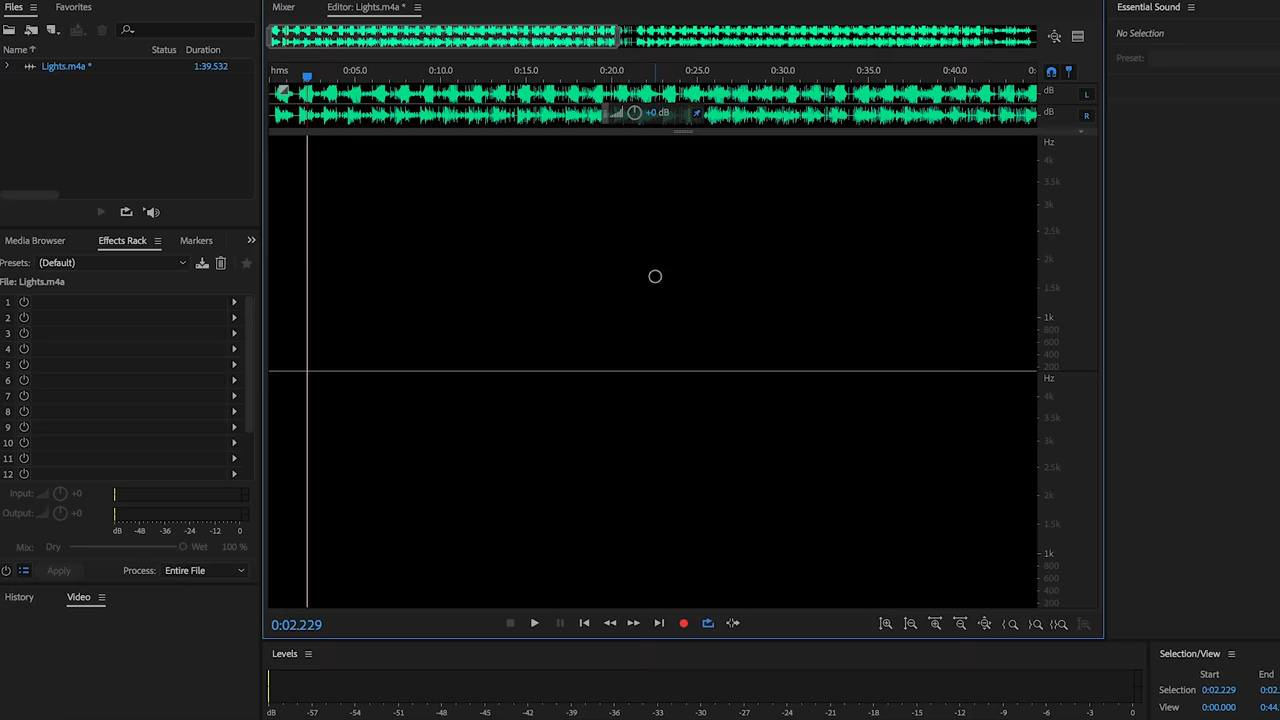 Files
Favorites
Name Status Duration
Lights.m4a * 1:39.532
Media Browser Effects Rack Markers
Presets: (Default)
File: Lights.m4a
1
2
3
4
5
6
7
8
9
10
11
12
Input: +0
Output: +0
dB -48 -36 -24 -12 0
Mix: Dry Wet 100 %
Apply Process: Entire File
History Video
Mixer Editor: Lights.m4a *
hms 0:05.0 0:10.0 0:15.0 0:20.0 0:25.0 0:30.0 0:35.0 0:40.0 0:
dB L
+0 dB dB R
Hz
4k
3.5k
3k
2.5k
2k
1.5k
1k
800
600
400
200
Hz
4k
3.5k
3k
2.5k
2k
1.5k
1k
800
600
400
200
0:02.229
Levels
dB -57 -54 -51 -48 -45 -42 -39 -36 -33 -30 -27 -24 -21 -18 -15 -12 -9 -6 -3 0
Essential Sound
No Selection
Preset:
Selection/View
Start End
Selection 0:02.229 0:02.
View 0:00.000 0:44.